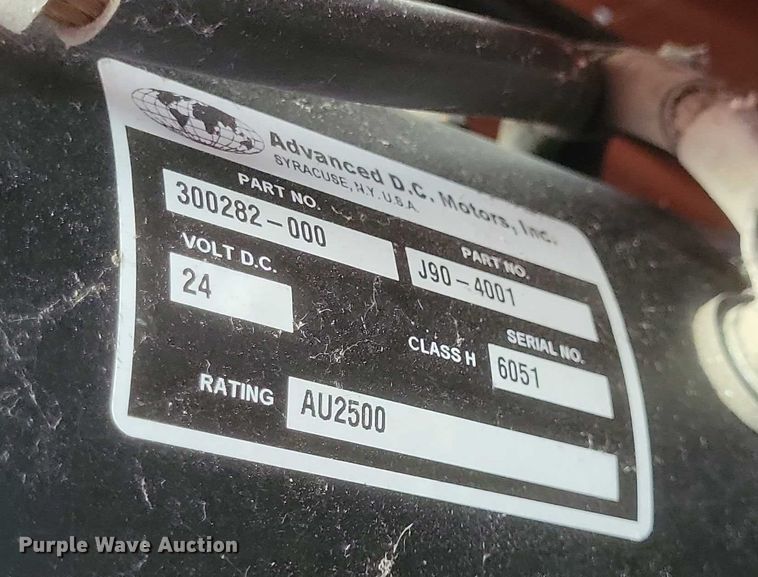 Advanced D.C. Motors, Inc.
SYRACUSE, N.Y. U.S.A.
PART NO. PART NO.
300282-000 J90-4001
VOLT D.C.
24
CLASS H SERIAL NO.
6051
RATING AU2500
Purple Wave Auction